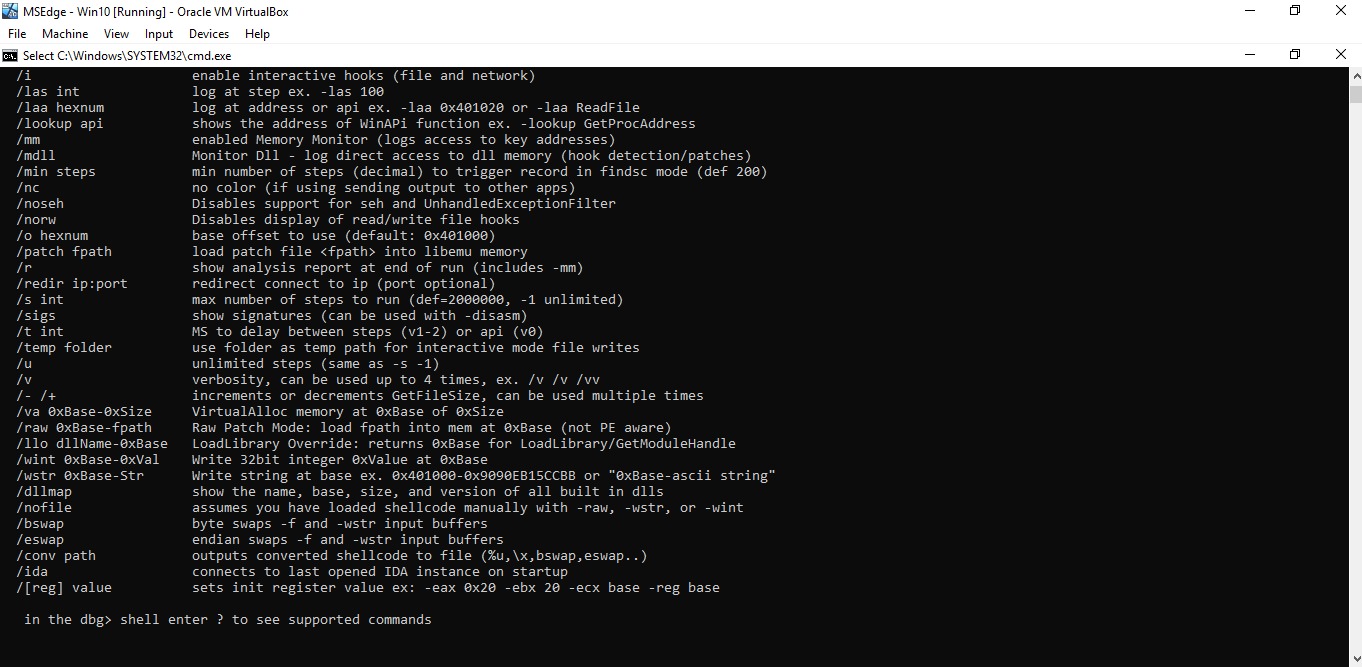 MSEdge - Win10 [Running] - Oracle VM VirtualBox
File Machine View Input Devices Help
Select C:\Windows\SYSTEM32\cmd.exe
/i enable interactive hooks (file and network)
/las int log at step ex. -las 100
/laa hexnum log at address or api ex. -laa 0x401020 or -laa ReadFile
/lookup api shows the address of WinAPi function ex. -lookup GetProcAddress
/mm enabled Memory Monitor (logs access to key addresses)
/mdll Monitor Dll - log direct access to dll memory (hook detection/patches)
/min steps min number of steps (decimal) to trigger record in findsc mode (def 200)
/nc no color (if using sending output to other apps)
/noseh Disables support for seh and UnhandledExceptionFilter
/norw Disables display of read/write file hooks
/o hexnum base offset to use (default: 0x401000)
/patch fpath load patch file <fpath> into libemu memory
/r show analysis report at end of run (includes -mm)
/redir ip:port redirect connect to ip (port optional)
/s int max number of steps to run (def=2000000, -1 unlimited)
/sigs show signatures (can be used with -disasm)
/t int MS to delay between steps (v1-2) or api (v0)
/temp folder use folder as temp path for interactive mode file writes
/u unlimited steps (same as -s -1)
/v verbosity, can be used up to 4 times, ex. /v /v /vv
/- /+ increments or decrements GetFileSize, can be used multiple times
/va 0xBase-0xSize VirtualAlloc memory at 0xBase of 0xSize
/raw 0xBase-fpath Raw Patch Mode: load fpath into mem at 0xBase (not PE aware)
/llo dllName-0xBase LoadLibrary Override: returns 0xBase for LoadLibrary/GetModuleHandle
/wint 0xBase-0xVal Write 32bit integer 0xValue at 0xBase
/wstr 0xBase-Str Write string at base ex. 0x401000-0x9090EB15CCBB or "0xBase-ascii string"
/dllmap show the name, base, size, and version of all built in dlls
/nofile assumes you have loaded shellcode manually with -raw, -wstr, or -wint
/bswap byte swaps -f and -wstr input buffers
/eswap endian swaps -f and -wstr input buffers
/conv path outputs converted shellcode to file (%u,\x,bswap,eswap..)
/ida connects to last opened IDA instance on startup
/[reg] value sets init register value ex: -eax 0x20 -ebx 20 -ecx base -reg base
in the dbg> shell enter ? to see supported commands